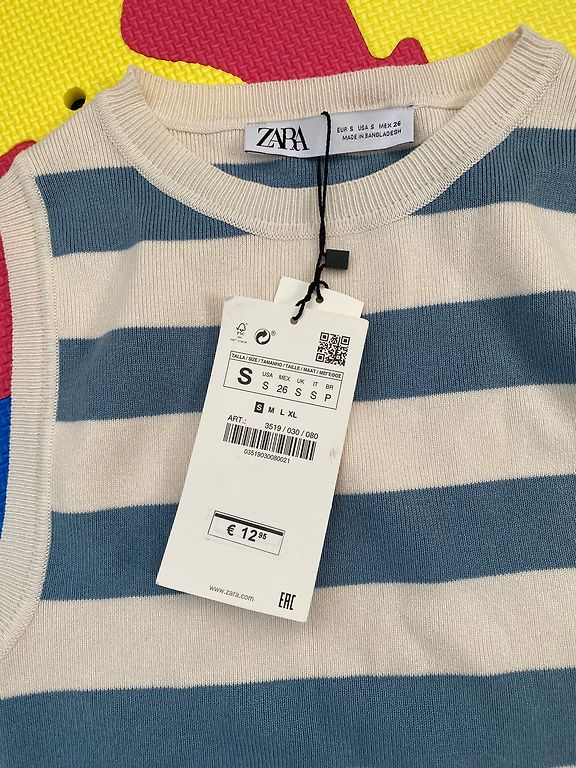 ZARA
EUR S USA S MEX 26
MADE IN BANGLADESH
FSC
®
TALLA / SIZE / TAMANHO / TAILLE / MAAT / ΜΕΓΕΘΟΣ
S
USA MEX UK IT BR
S 26 S S P
S M L XL
ART.: 3519 / 030 / 080
03519030080021
€ 12 95
www.zara.com
EAC